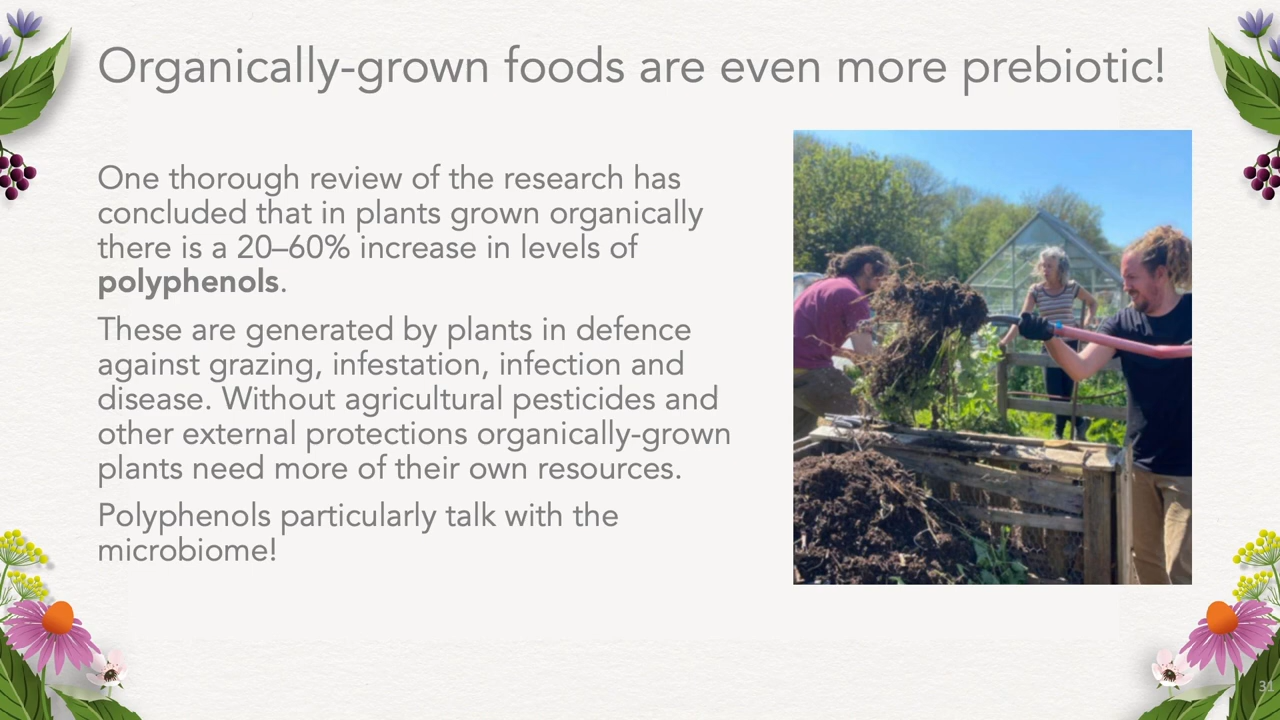 Organically-grown foods are even more prebiotic!
One thorough review of the research has
concluded that in plants grown organically
there is a 20–60% increase in levels of
polyphenols.
These are generated by plants in defence
against grazing, infestation, infection and
disease. Without agricultural pesticides and
other external protections organically-grown
plants need more of their own resources.
Polyphenols particularly talk with the
microbiome!
31